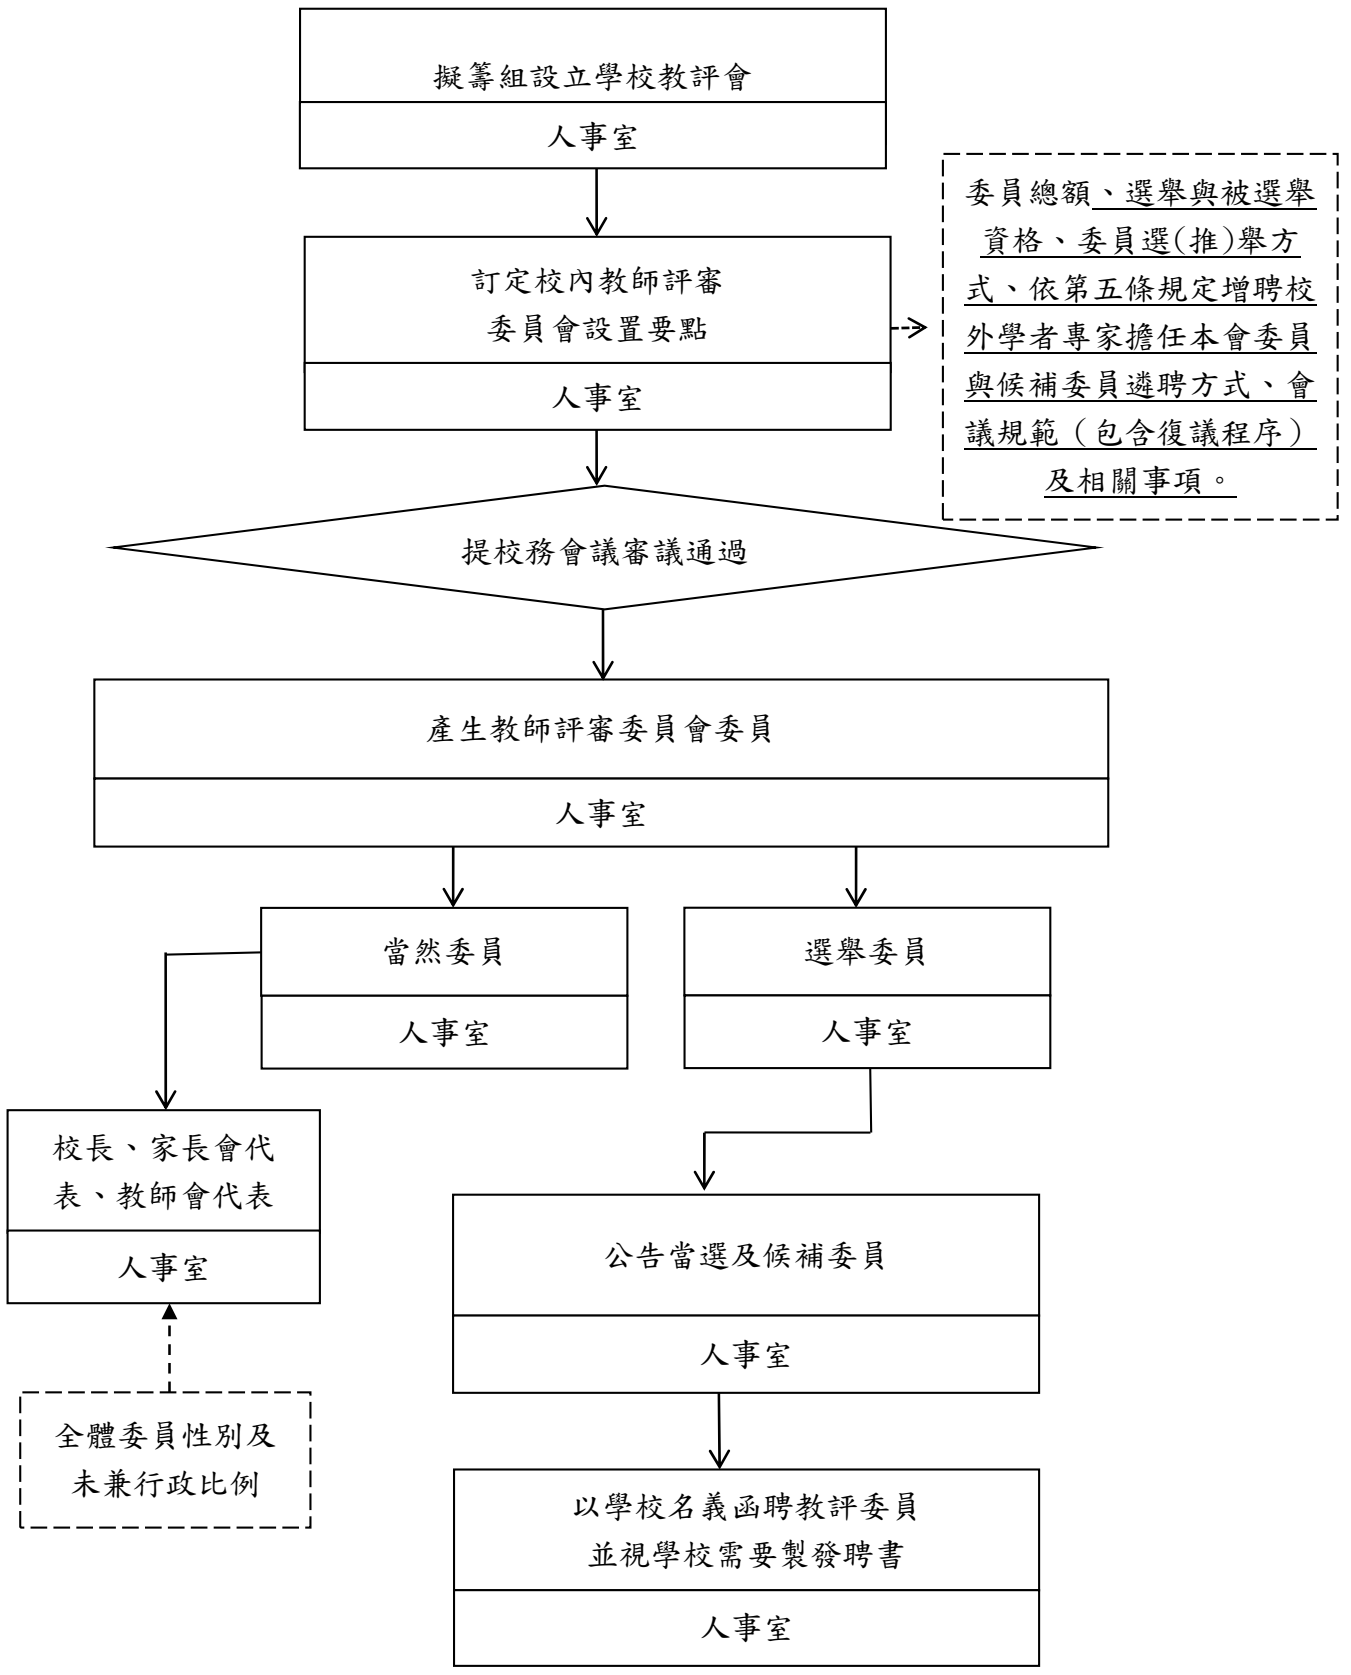 擬籌組設立學校教評會
人事室
委員總額、選舉與被選舉
資格、委員選(推)舉方
式、依第五條規定增聘校
外學者專家擔任本會委員
與候補委員遴聘方式、會
議規範（包含復議程序）
及相關事項。
訂定校內教師評審
委員會設置要點
人事室
提校務會議審議通過
產生教師評審委員會委員
人事室
當然委員
人事室
選舉委員
人事室
校長、家長會代
表、教師會代表
人事室
全體委員性別及
未兼行政比例
公告當選及候補委員
人事室
以學校名義函聘教評委員
並視學校需要製發聘書
人事室